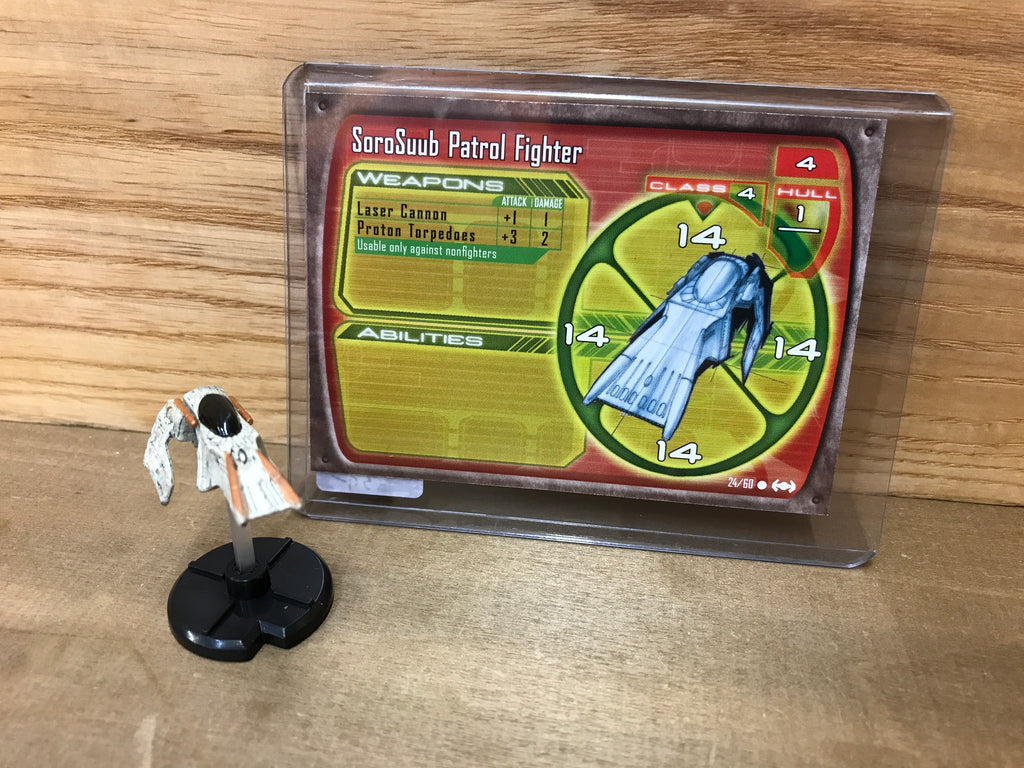 SoroSuub Patrol Fighter
4
WEAPONS
ATTACK DAMAGE
Laser Cannon +1 1
Proton Torpedoes +3 2
Usable only against nonfighters
CLASS 4
HULL
1
14
14
14
14
ABILITIES
24/60